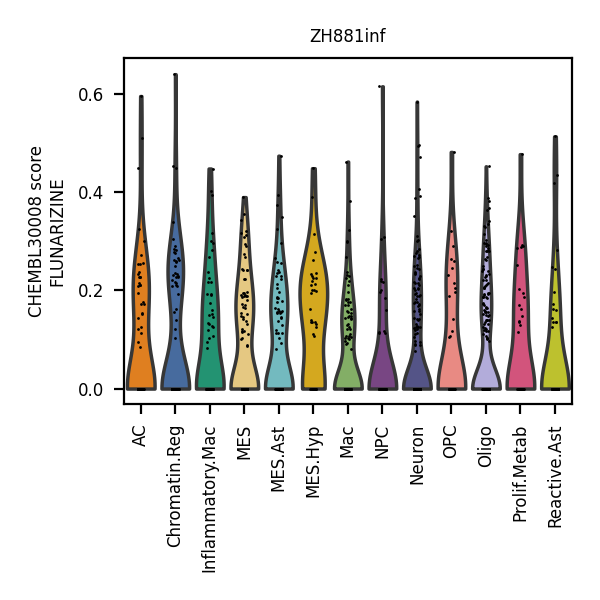 ZH881inf
CHEMBL30008 score
FLUNARIZINE
0.6
0.4
0.2
0.0
AC
Chromatin.Reg
Inflammatory.Mac
MES
MES.Ast
MES.Hyp
Mac
NPC
Neuron
OPC
Oligo
Prolif.Metab
Reactive.Ast